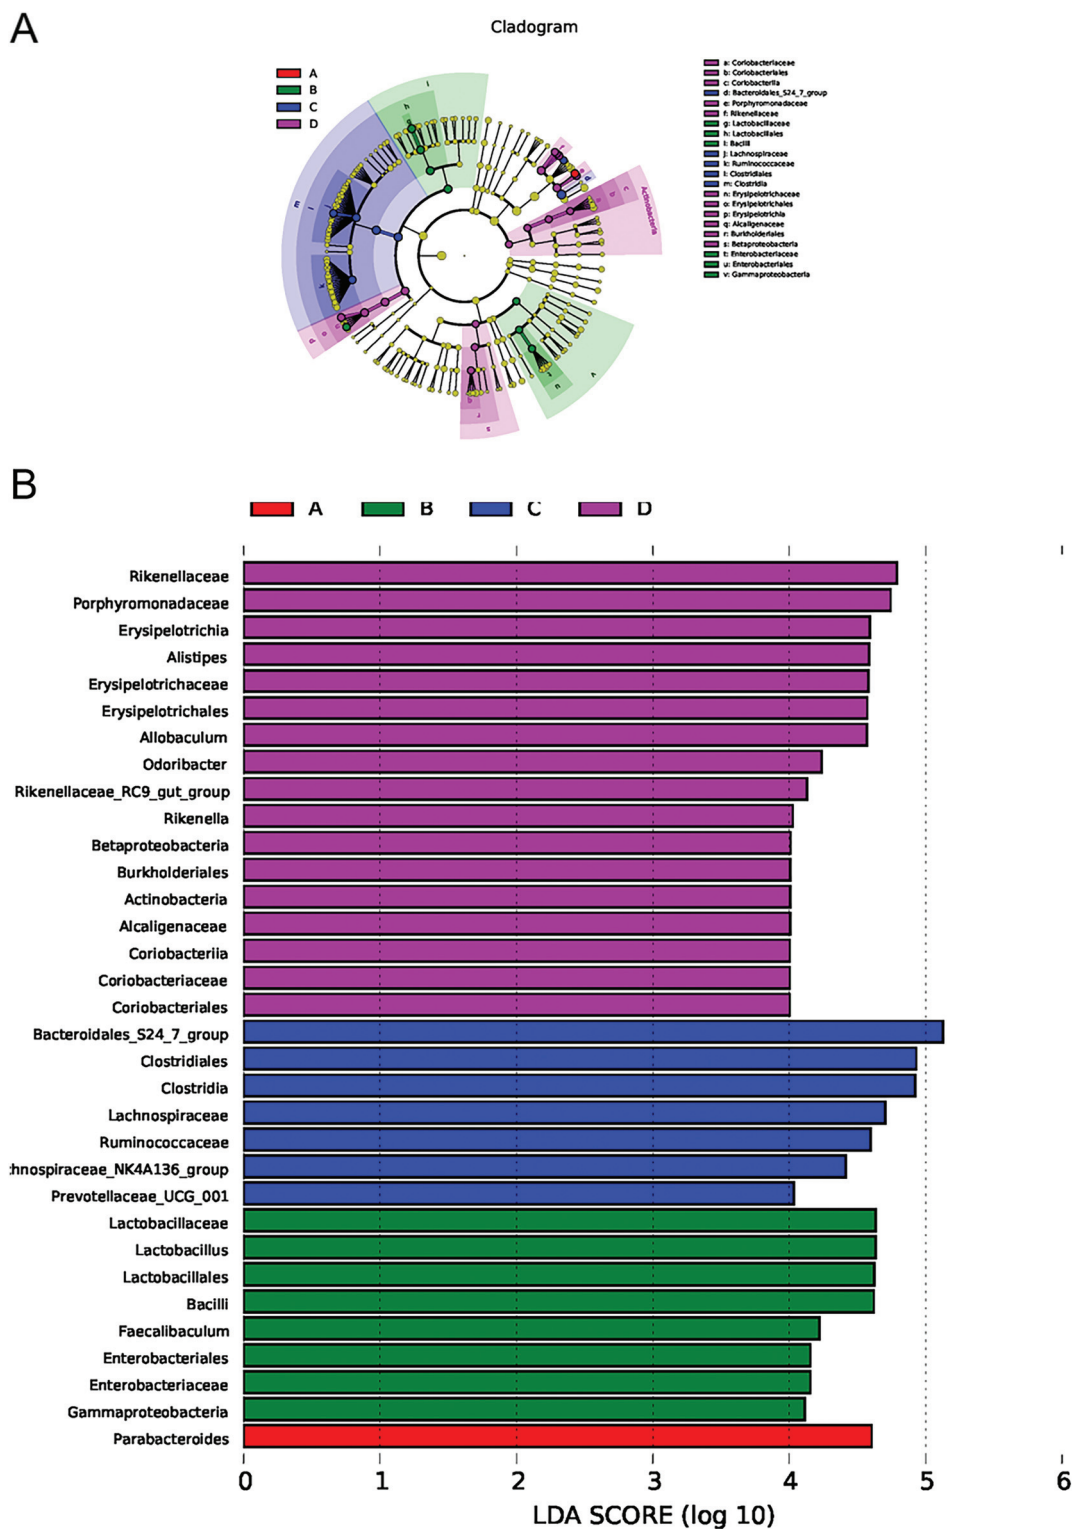 A
Cladogram
A
B
C
D
a: Coriobacteriaceae
b: Coriobacteriales
c: Coriobacteriia
d: Bacteroidales_S24_7_group
e: Porphyromonadaceae
f: Rikenellaceae
g: Lactobacillaceae
h: Lactobacillales
i: Bacilli
j: Lachnospiraceae
k: Ruminococcaceae
l: Clostridiales
m: Clostridia
n: Erysipelotrichaceae
o: Erysipelotrichales
p: Erysipelotrichia
q: Alcaligenaceae
r: Burkholderiales
s: Betaproteobacteria
t: Enterobacteriaceae
u: Enterobacteriales
v: Gammaproteobacteria
Actinobacteria
B
A B C D
Rikenellaceae
Porphyromonadaceae
Erysipelotrichia
Alistipes
Erysipelotrichaceae
Erysipelotrichales
Allobaculum
Odoribacter
Rikenellaceae_RC9_gut_group
Rikenella
Betaproteobacteria
Burkholderiales
Actinobacteria
Alcaligenaceae
Coriobacteriia
Coriobacteriaceae
Coriobacteriales
Bacteroidales_S24_7_group
Clostridiales
Clostridia
Lachnospiraceae
Ruminococcaceae
chnospiraceae_NK4A136_group
Prevotellaceae_UCG_001
Lactobacillaceae
Lactobacillus
Lactobacillales
Bacilli
Faecalibaculum
Enterobacteriales
Enterobacteriaceae
Gammaproteobacteria
Parabacteroides
0 1 2 3 4 5 6
LDA SCORE (log 10)